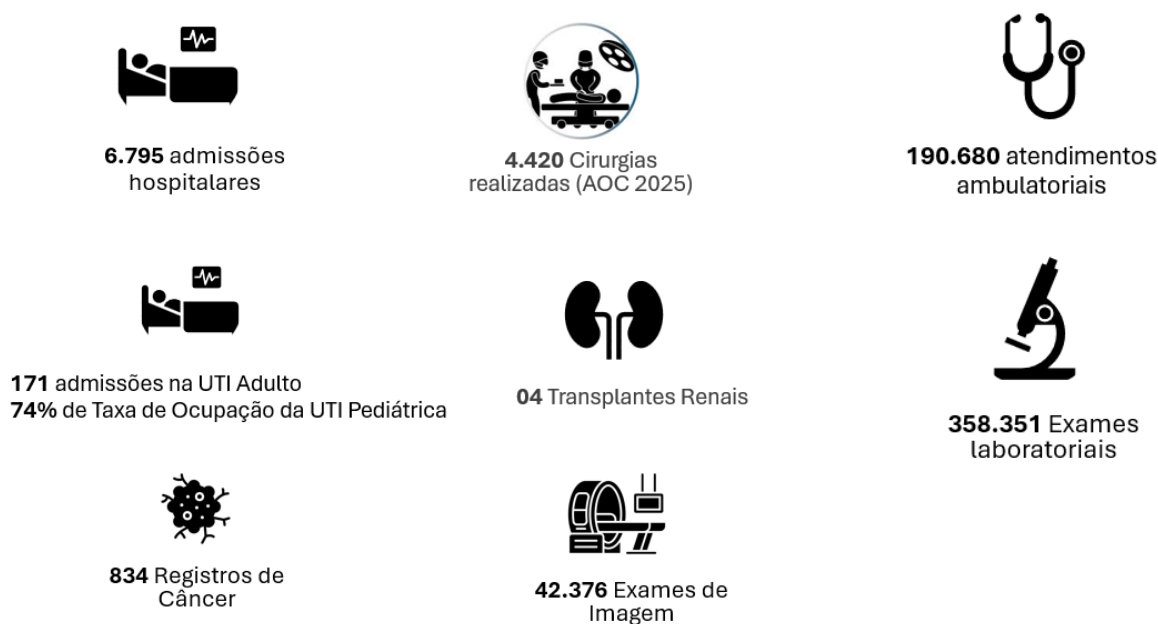 6.795 admissões
hospitalares
4.420 Cirurgias
realizadas (AOC 2025)
190.680 atendimentos
ambulatoriais
171 admissões na UTI Adulto
74% de Taxa de Ocupação da UTI Pediátrica
04 Transplantes Renais
358.351 Exames
laboratoriais
834 Registros de
Câncer
42.376 Exames de
Imagem